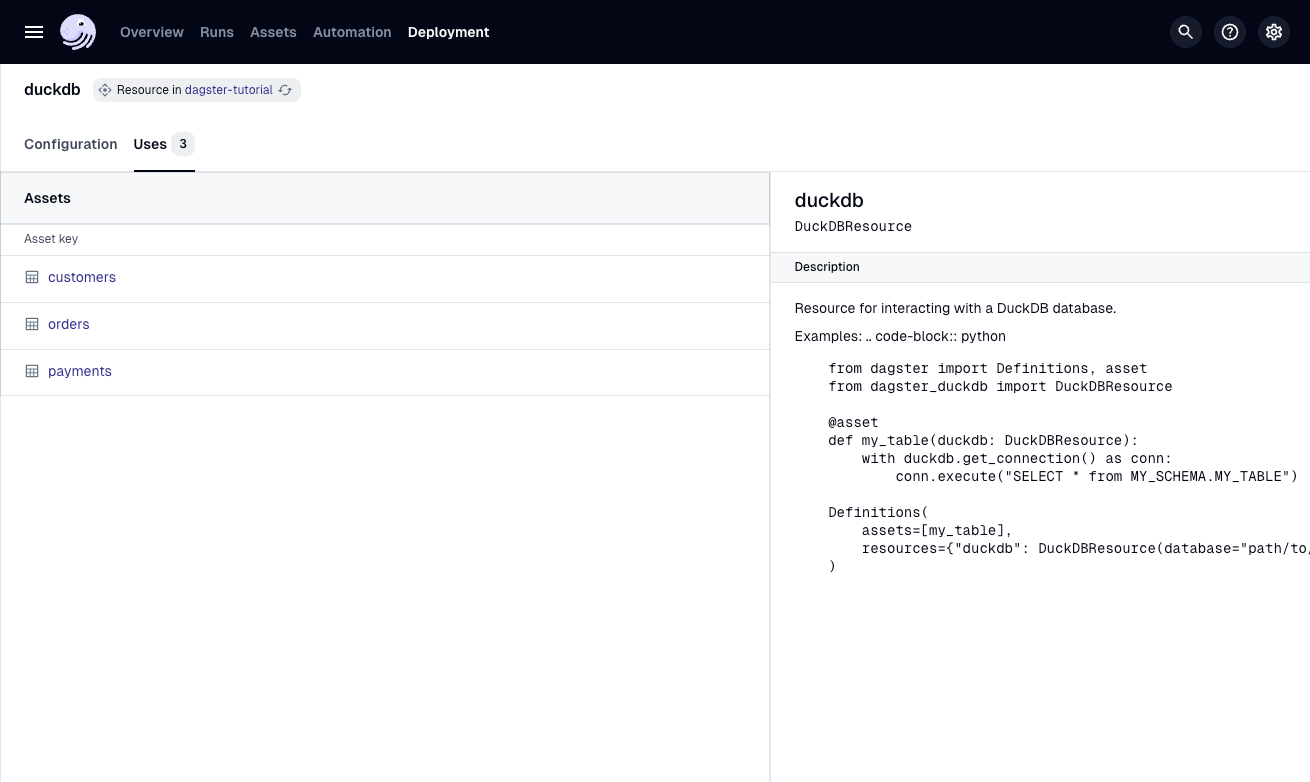 Overview Runs Assets Automation Deployment
duckdb Resource in dagster-tutorial
Configuration Uses 3
Assets
Asset key
customers
orders
payments
duckdb
DuckDBResource
Description
Resource for interacting with a DuckDB database.
Examples: .. code-block:: python
from dagster import Definitions, asset
from dagster_duckdb import DuckDBResource
@asset
def my_table(duckdb: DuckDBResource):
    with duckdb.get_connection() as conn:
        conn.execute("SELECT * from MY_SCHEMA.MY_TABLE")
Definitions(
    assets=[my_table],
    resources={"duckdb": DuckDBResource(database="path/to/
)